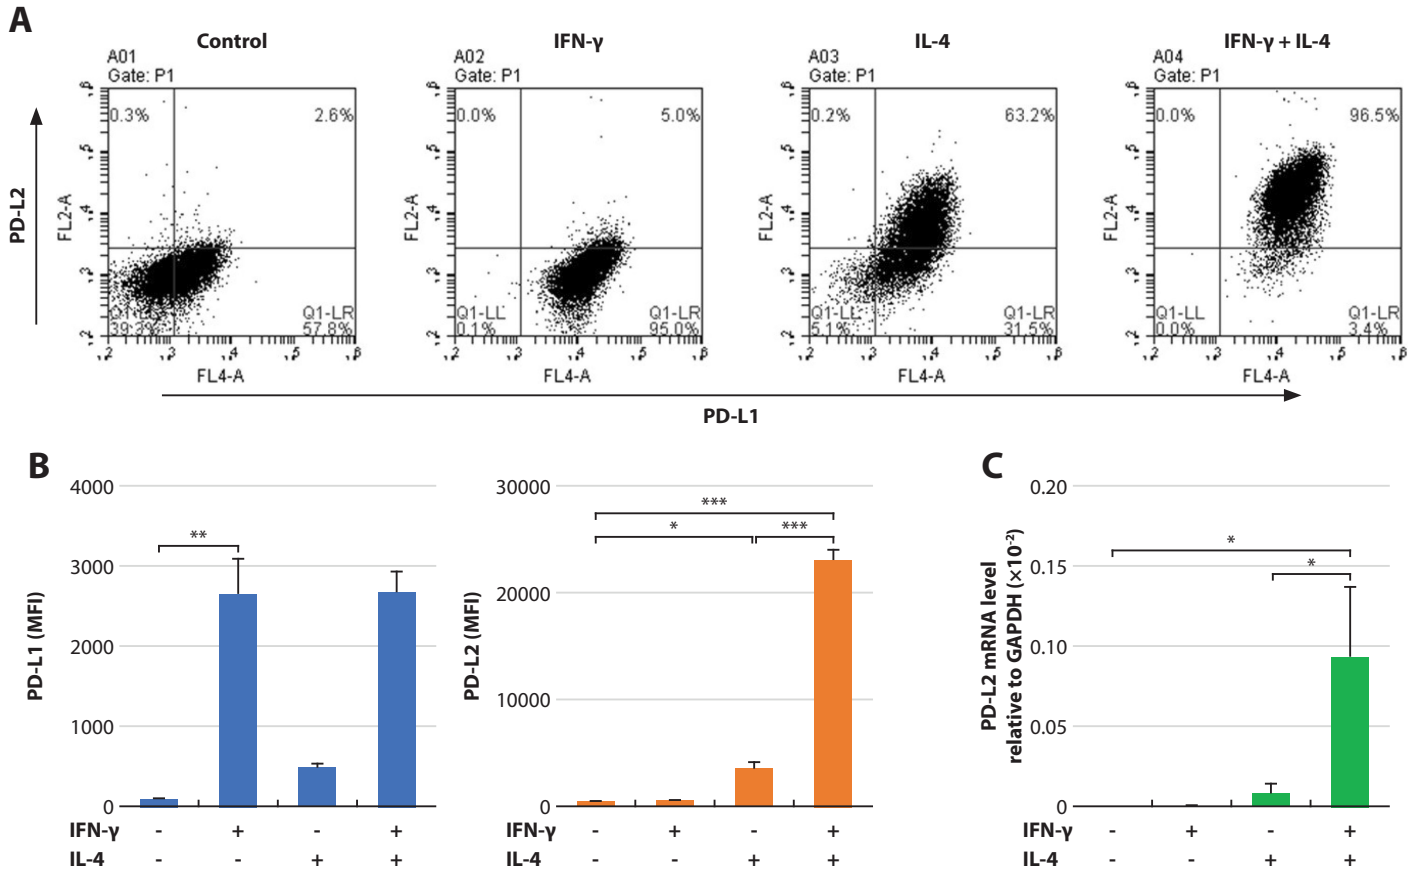 A
Control
IFN-γ
IL-4
IFN-γ + IL-4
A01
Gate: P1
A02
Gate: P1
A03
Gate: P1
A04
Gate: P1
PD-L2
FL2-A
0.3%
2.6%
57.8%
Q1-LR
FL4-A
FL2-A
0.0%
5.0%
Q1-LL
0.1%
Q1-LR
95.0%
FL4-A
FL2-A
0.2%
63.2%
5.1%
Q1-LR
31.5%
FL4-A
FL2-A
0.0%
96.5%
Q1-LL
0.0%
Q1-LR
3.4%
FL4-A
PD-L1
B
PD-L1 (MFI)
4000
3000
2000
1000
0
**
IFN-γ - + - +
IL-4 - - + +
PD-L2 (MFI)
30000
20000
10000
0
***
* ***
IFN-γ - + - +
IL-4 - - + +
C
PD-L2 mRNA level
relative to GAPDH (×10⁻²)
0.20
0.15
0.10
0.05
0
*
*
IFN-γ - + - +
IL-4 - - + +